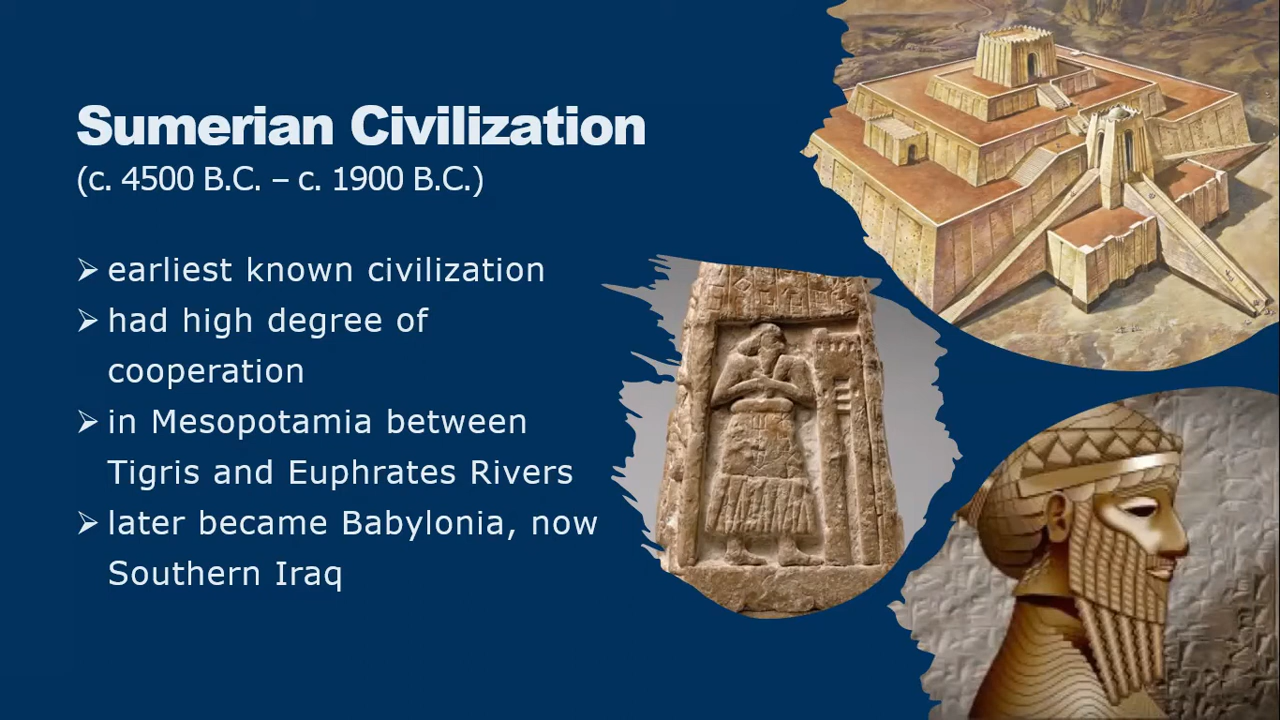 Sumerian Civilization
(c. 4500 B.C. – c. 1900 B.C.)
⮚ earliest known civilization
⮚ had high degree of
cooperation
⮚ in Mesopotamia between
Tigris and Euphrates Rivers
⮚ later became Babylonia, now
Southern Iraq